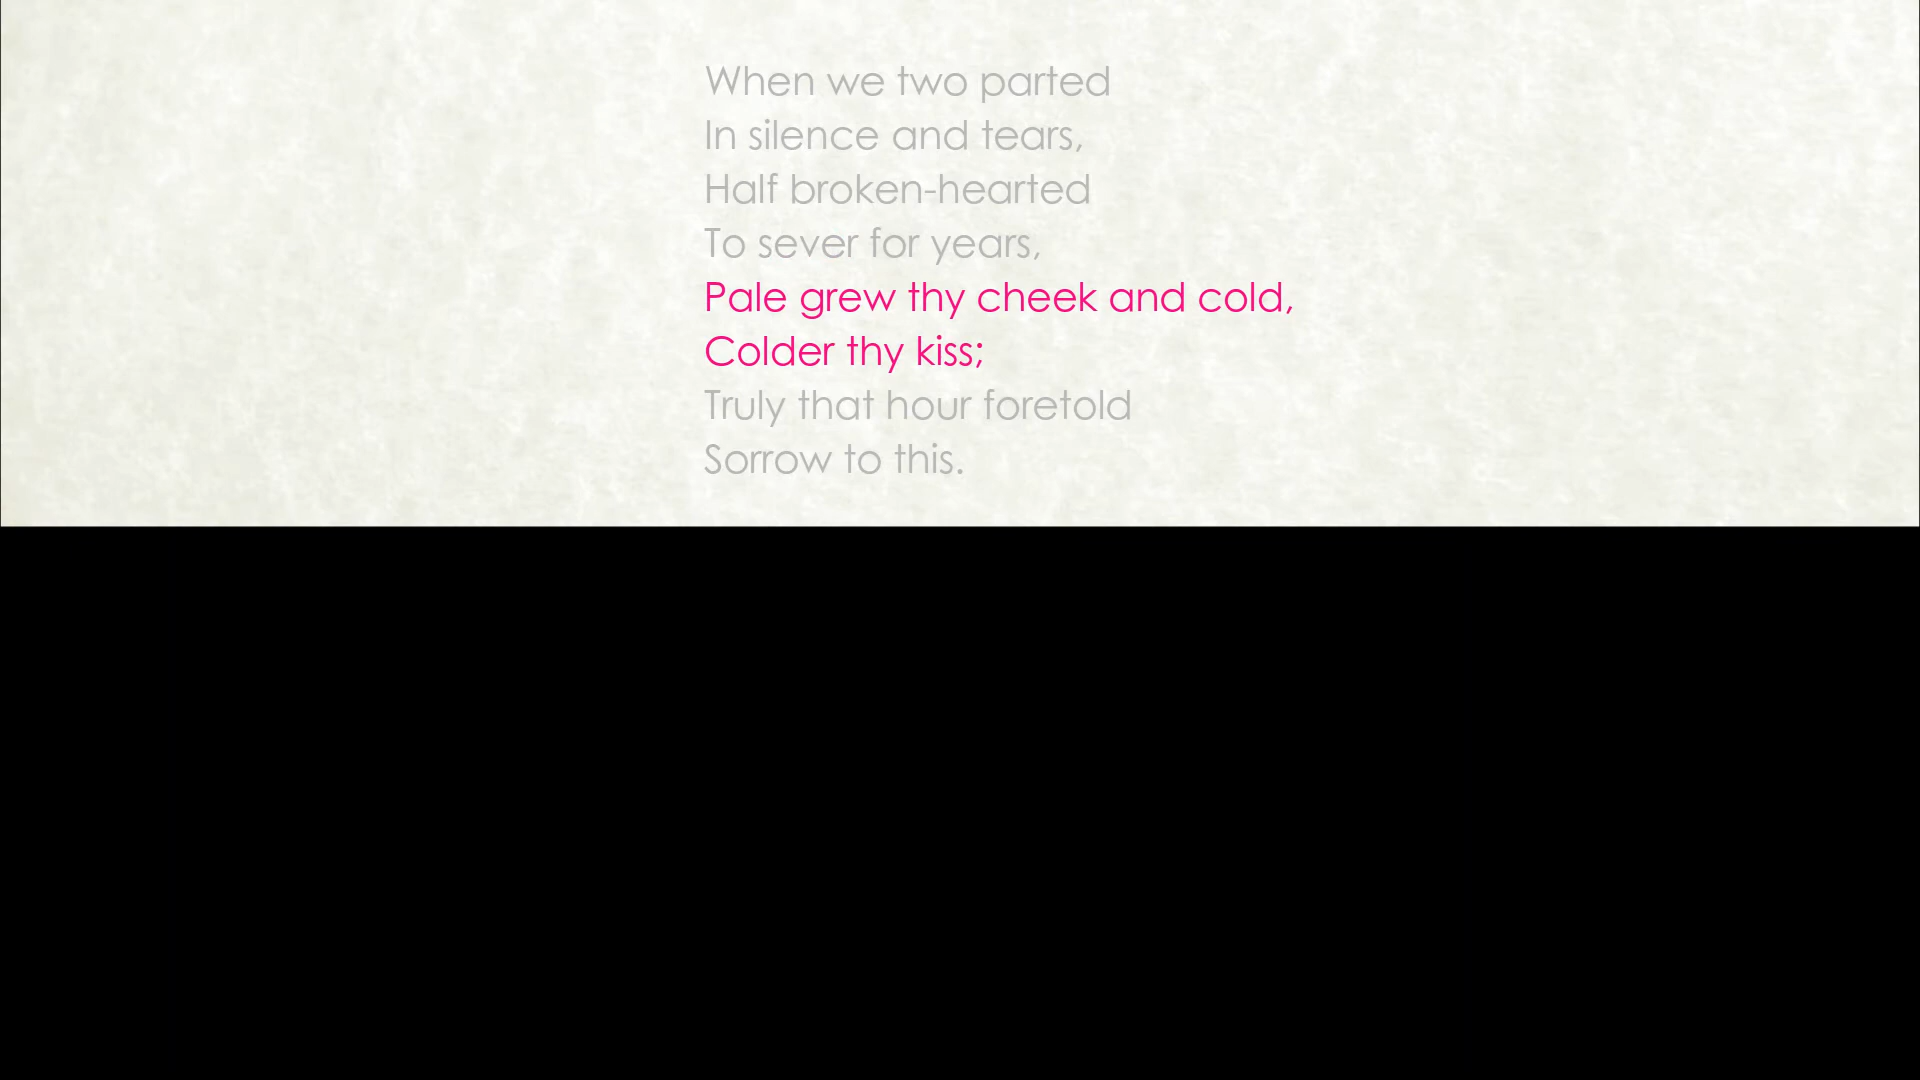 When we two parted
In silence and tears,
Half broken-hearted
To sever for years,
Pale grew thy cheek and cold,
Colder thy kiss;
Truly that hour foretold
Sorrow to this.